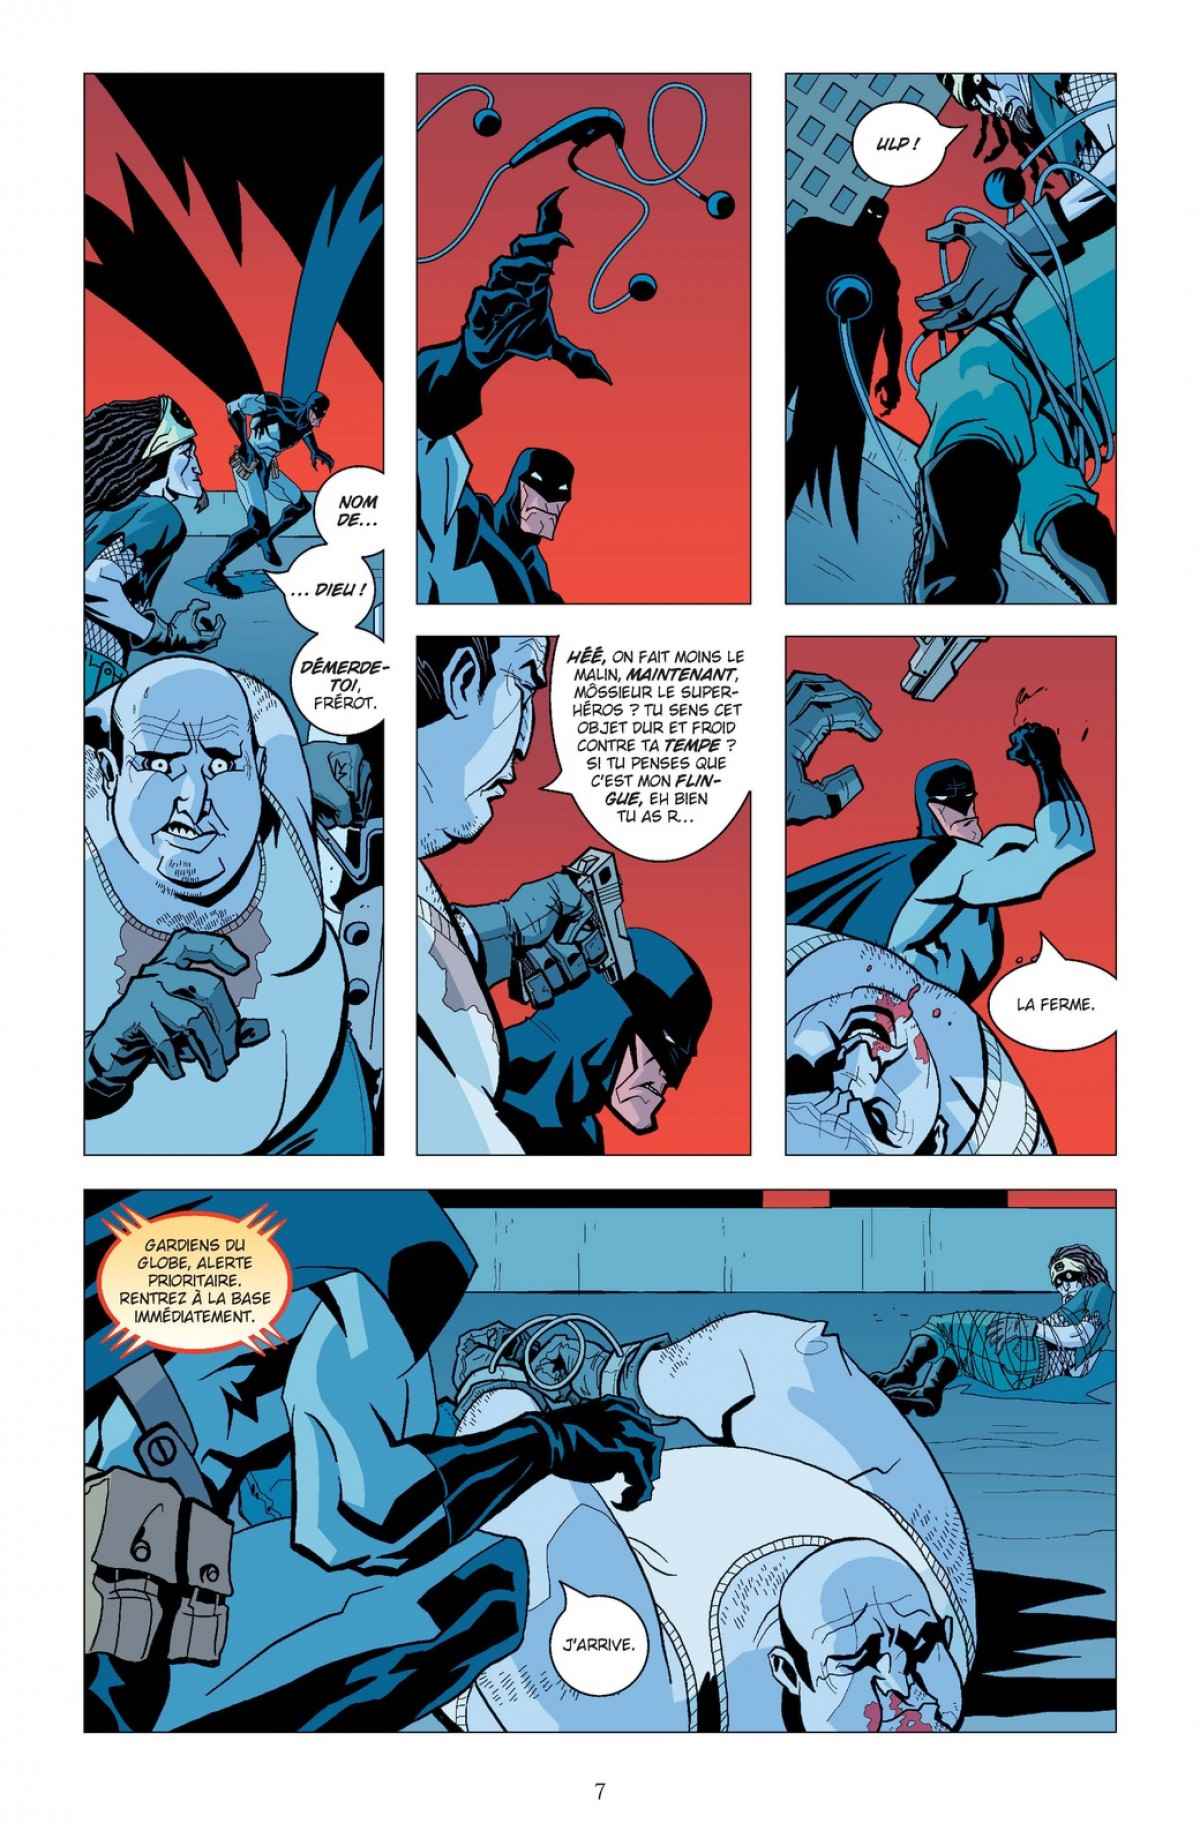 NOM
DE...
... DIEU !
DÉMERDE-
TOI,
FRÉROT.
ULP !
HÉÉ, ON FAIT MOINS LE
MALIN, MAINTENANT,
MÔSSIEUR LE SUPER-
HÉROS ? TU SENS CET
OBJET DUR ET FROID
CONTRE TA TEMPE ?
SI TU PENSES QUE
C'EST MON FLIN-
GUE, EH BIEN
TU AS R...
LA FERME.
GARDIENS DU
GLOBE, ALERTE
PRIORITAIRE.
RENTREZ À LA BASE
IMMÉDIATEMENT.
J'ARRIVE.
7